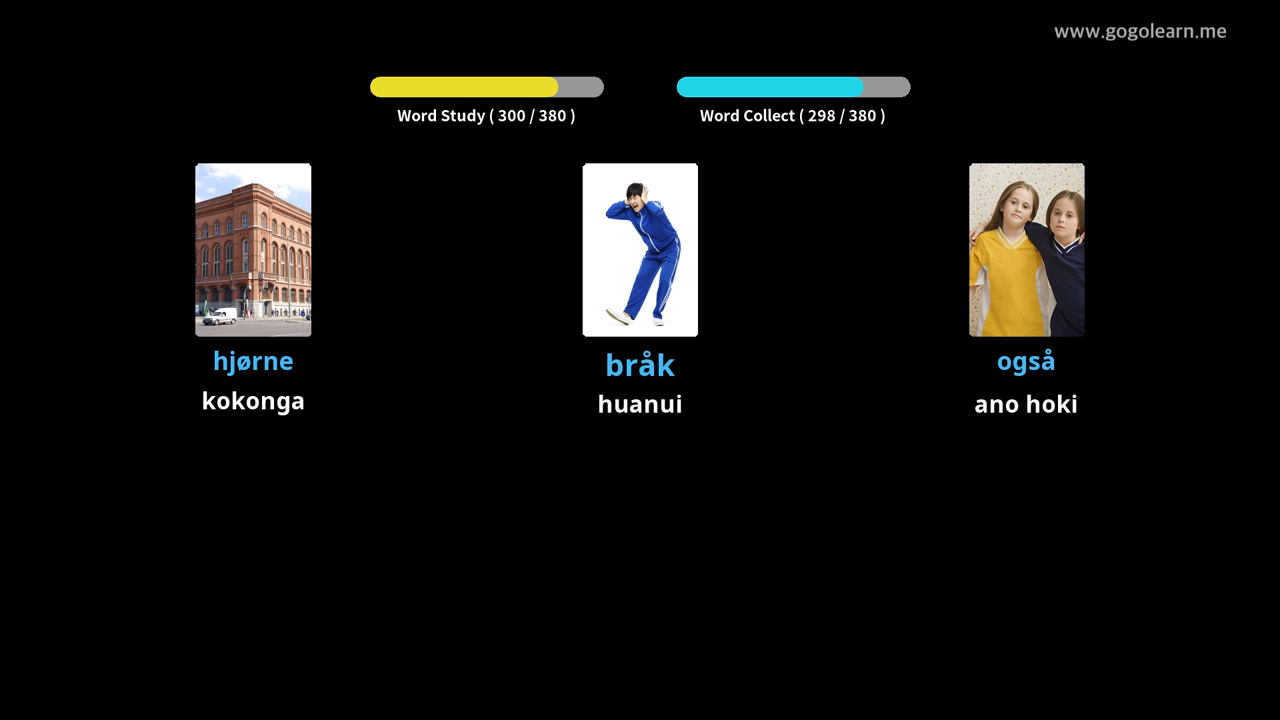 www.gogolearn.me
Word Study ( 300 / 380 )
Word Collect ( 298 / 380 )
hjørne
kokonga
bråk
huanui
også
ano hoki